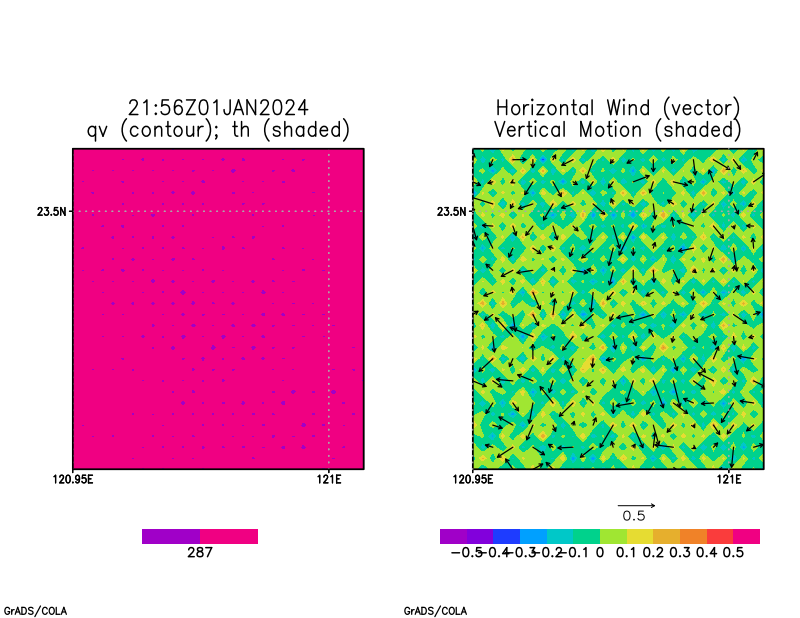 21:56Z01JAN2024
qv (contour); th (shaded)
23.5N
120.95E
121E
287
GrADS/COLA
Horizontal Wind (vector)
Vertical Motion (shaded)
23.5N
120.95E
121E
0.5
-0.5 -0.4 -0.3 -0.2 -0.1 0 0.1 0.2 0.3 0.4 0.5
GrADS/COLA